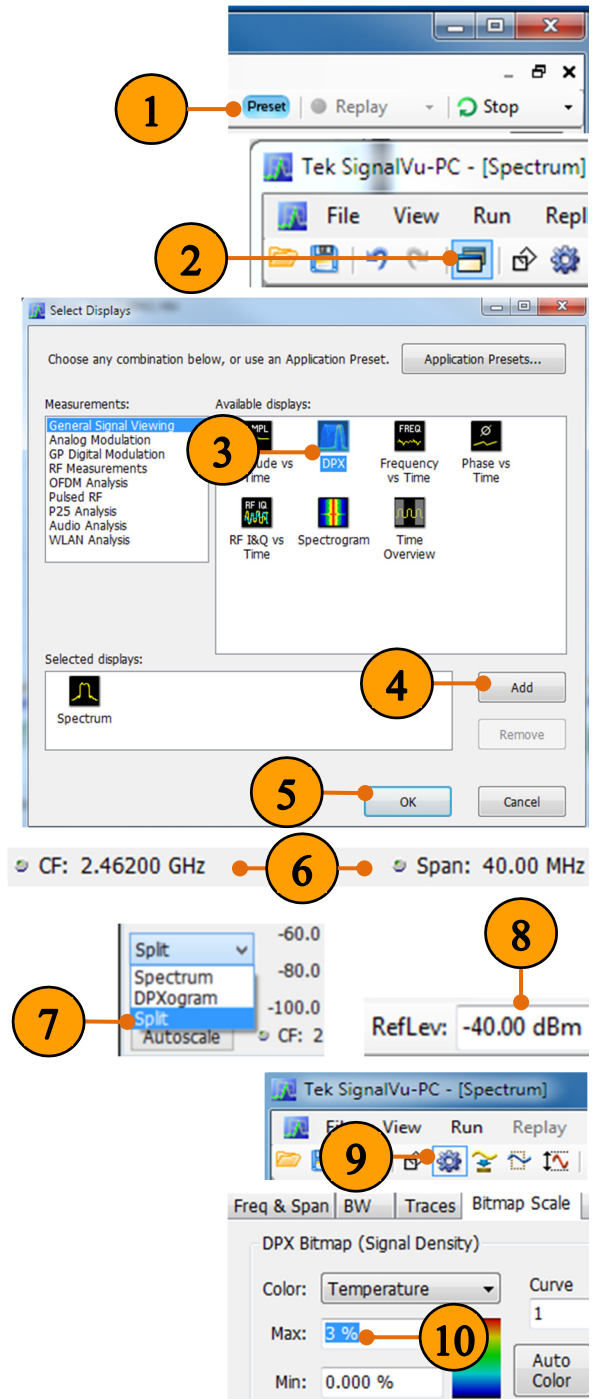 1
Preset
Replay
Stop
Tek SignalVu-PC - [Spectrum]
File View Run Repl
2
Select Displays
Choose any combination below, or use an Application Preset.
Application Presets...
Measurements:
General Signal Viewing
Analog Modulation
GP Digital Modulation
RF Measurements
OFDM Analysis
Pulsed RF
P25 Analysis
Audio Analysis
WLAN Analysis
Available displays:
3
MPL
ude vs
Time
DPX
FREQ
Frequency
vs Time
Ø
Phase vs
Time
RF IQ
RF I&Q vs
Time
Spectrogram
Time
Overview
Selected displays:
Spectrum
4
Add
Remove
5
OK
Cancel
CF: 2.46200 GHz
6
Span: 40.00 MHz
7
Split
Spectrum
DPXogram
Split
Autoscale
-60.0
-80.0
-100.0
CF: 2
8
RefLev: -40.00 dBm
Tek SignalVu-PC - [Spectrum]
View Run Replay
9
Freq & Span BW Traces Bitmap Scale
DPX Bitmap (Signal Density)
Color: Temperature
Curve
1
Max: 3 %
10
Min: 0.000 %
Auto
Color